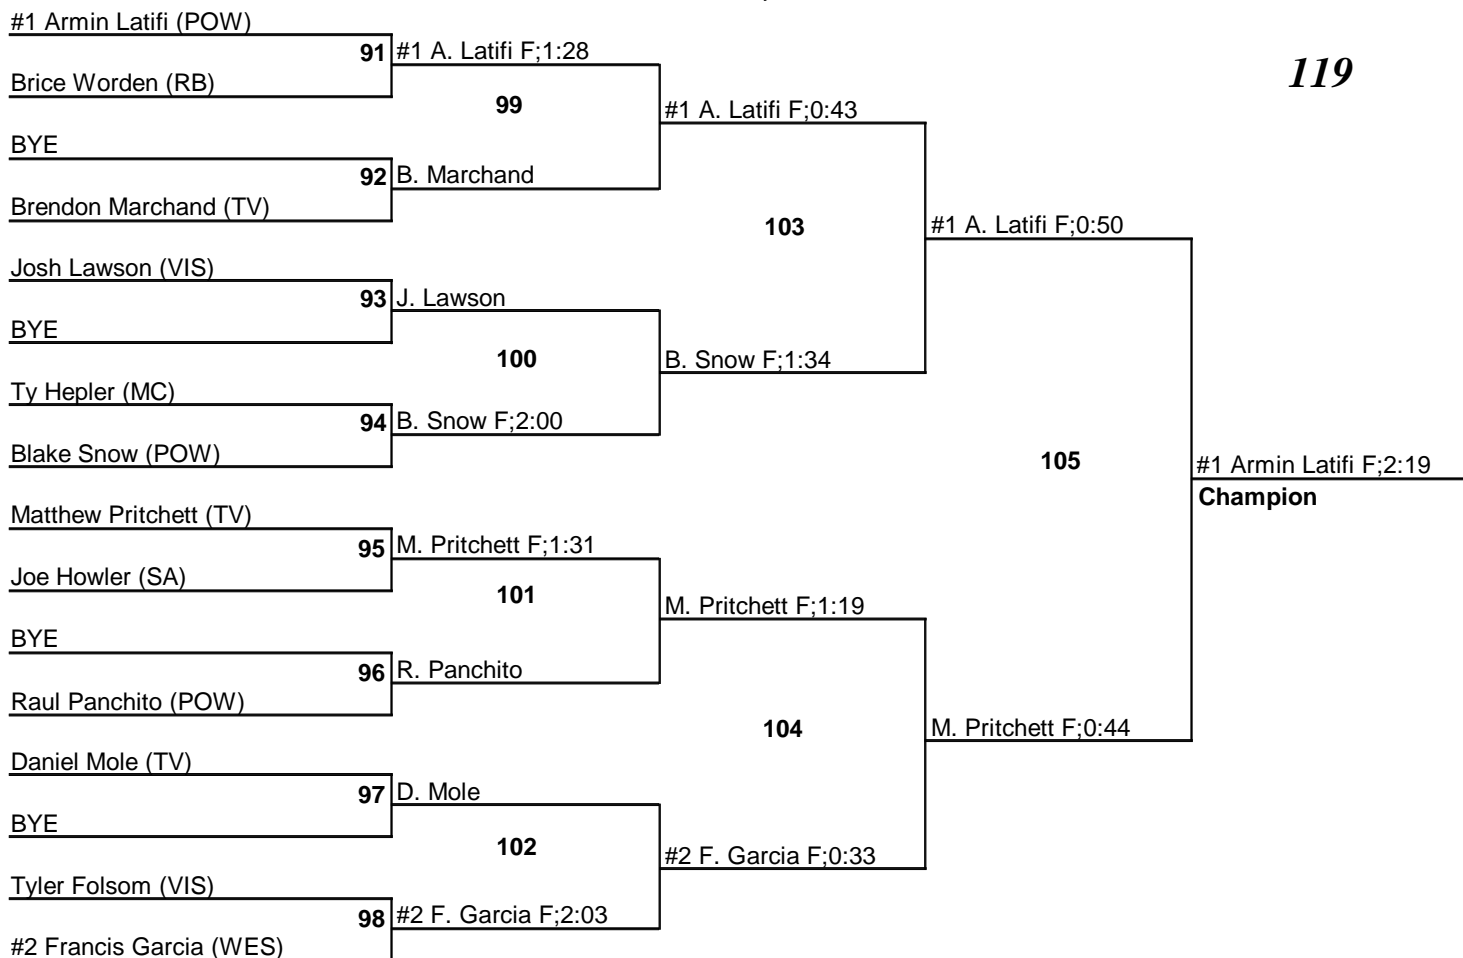 #1 Armin Latifi (POW)
91 #1 A. Latifi F;1:28
Brice Worden (RB)
119
99
#1 A. Latifi F;0:43
BYE
92 B. Marchand
Brendon Marchand (TV)
103
#1 A. Latifi F;0:50
Josh Lawson (VIS)
93 J. Lawson
BYE
100
B. Snow F;1:34
Ty Hepler (MC)
94 B. Snow F;2:00
Blake Snow (POW)
105
#1 Armin Latifi F;2:19
Champion
Matthew Pritchett (TV)
95 M. Pritchett F;1:31
Joe Howler (SA)
101
M. Pritchett F;1:19
BYE
96 R. Panchito
Raul Panchito (POW)
104
M. Pritchett F;0:44
Daniel Mole (TV)
97 D. Mole
BYE
102
#2 F. Garcia F;0:33
Tyler Folsom (VIS)
98 #2 F. Garcia F;2:03
#2 Francis Garcia (WES)